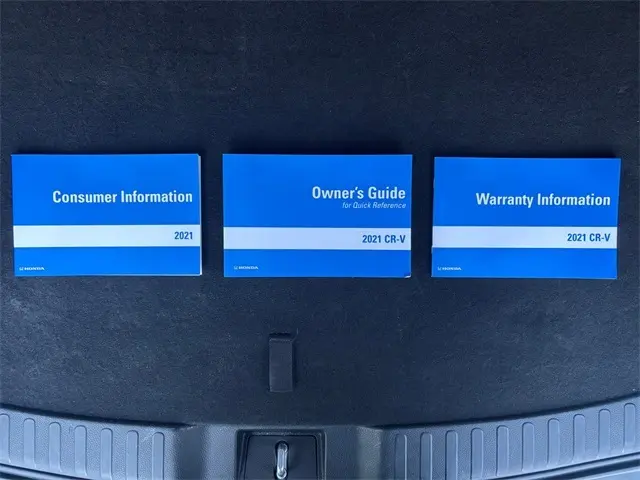 Consumer Information
2021
HONDA
Owner's Guide
for Quick Reference
2021 CR-V
HONDA
Warranty Information
2021 CR-V
HONDA